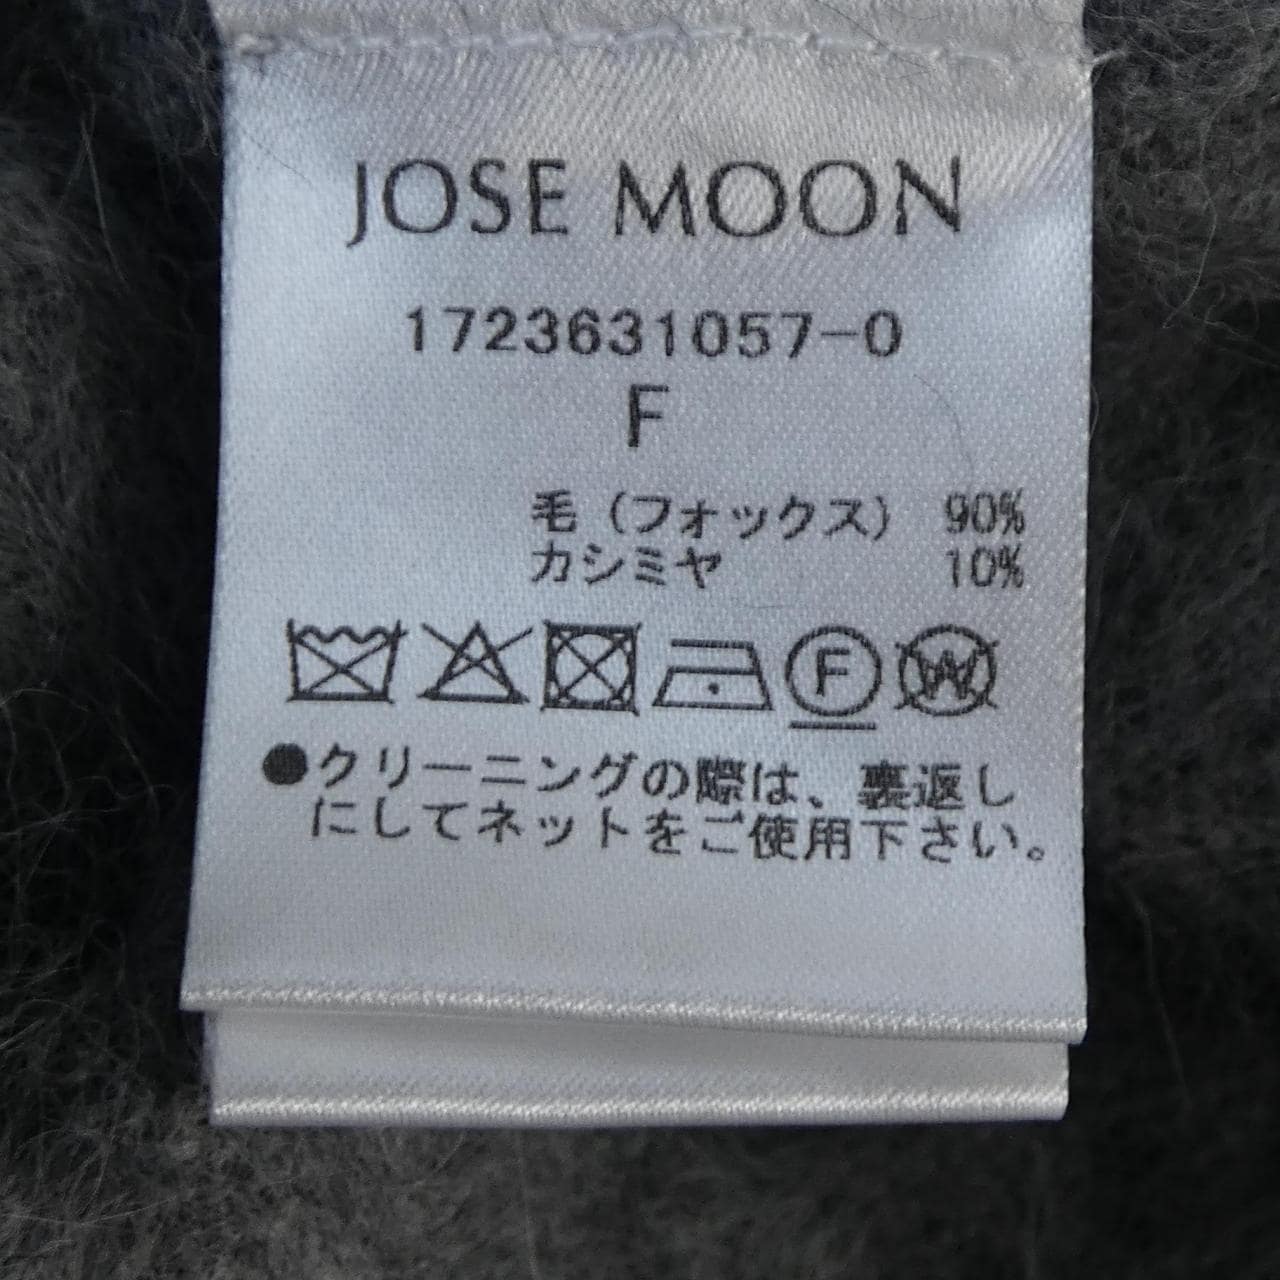 JOSE MOON
1723631057-0
F
毛（フォックス） 90%
カシミヤ 10%
F W
●クリーニングの際は、裏返し
にしてネットをご使用下さい。